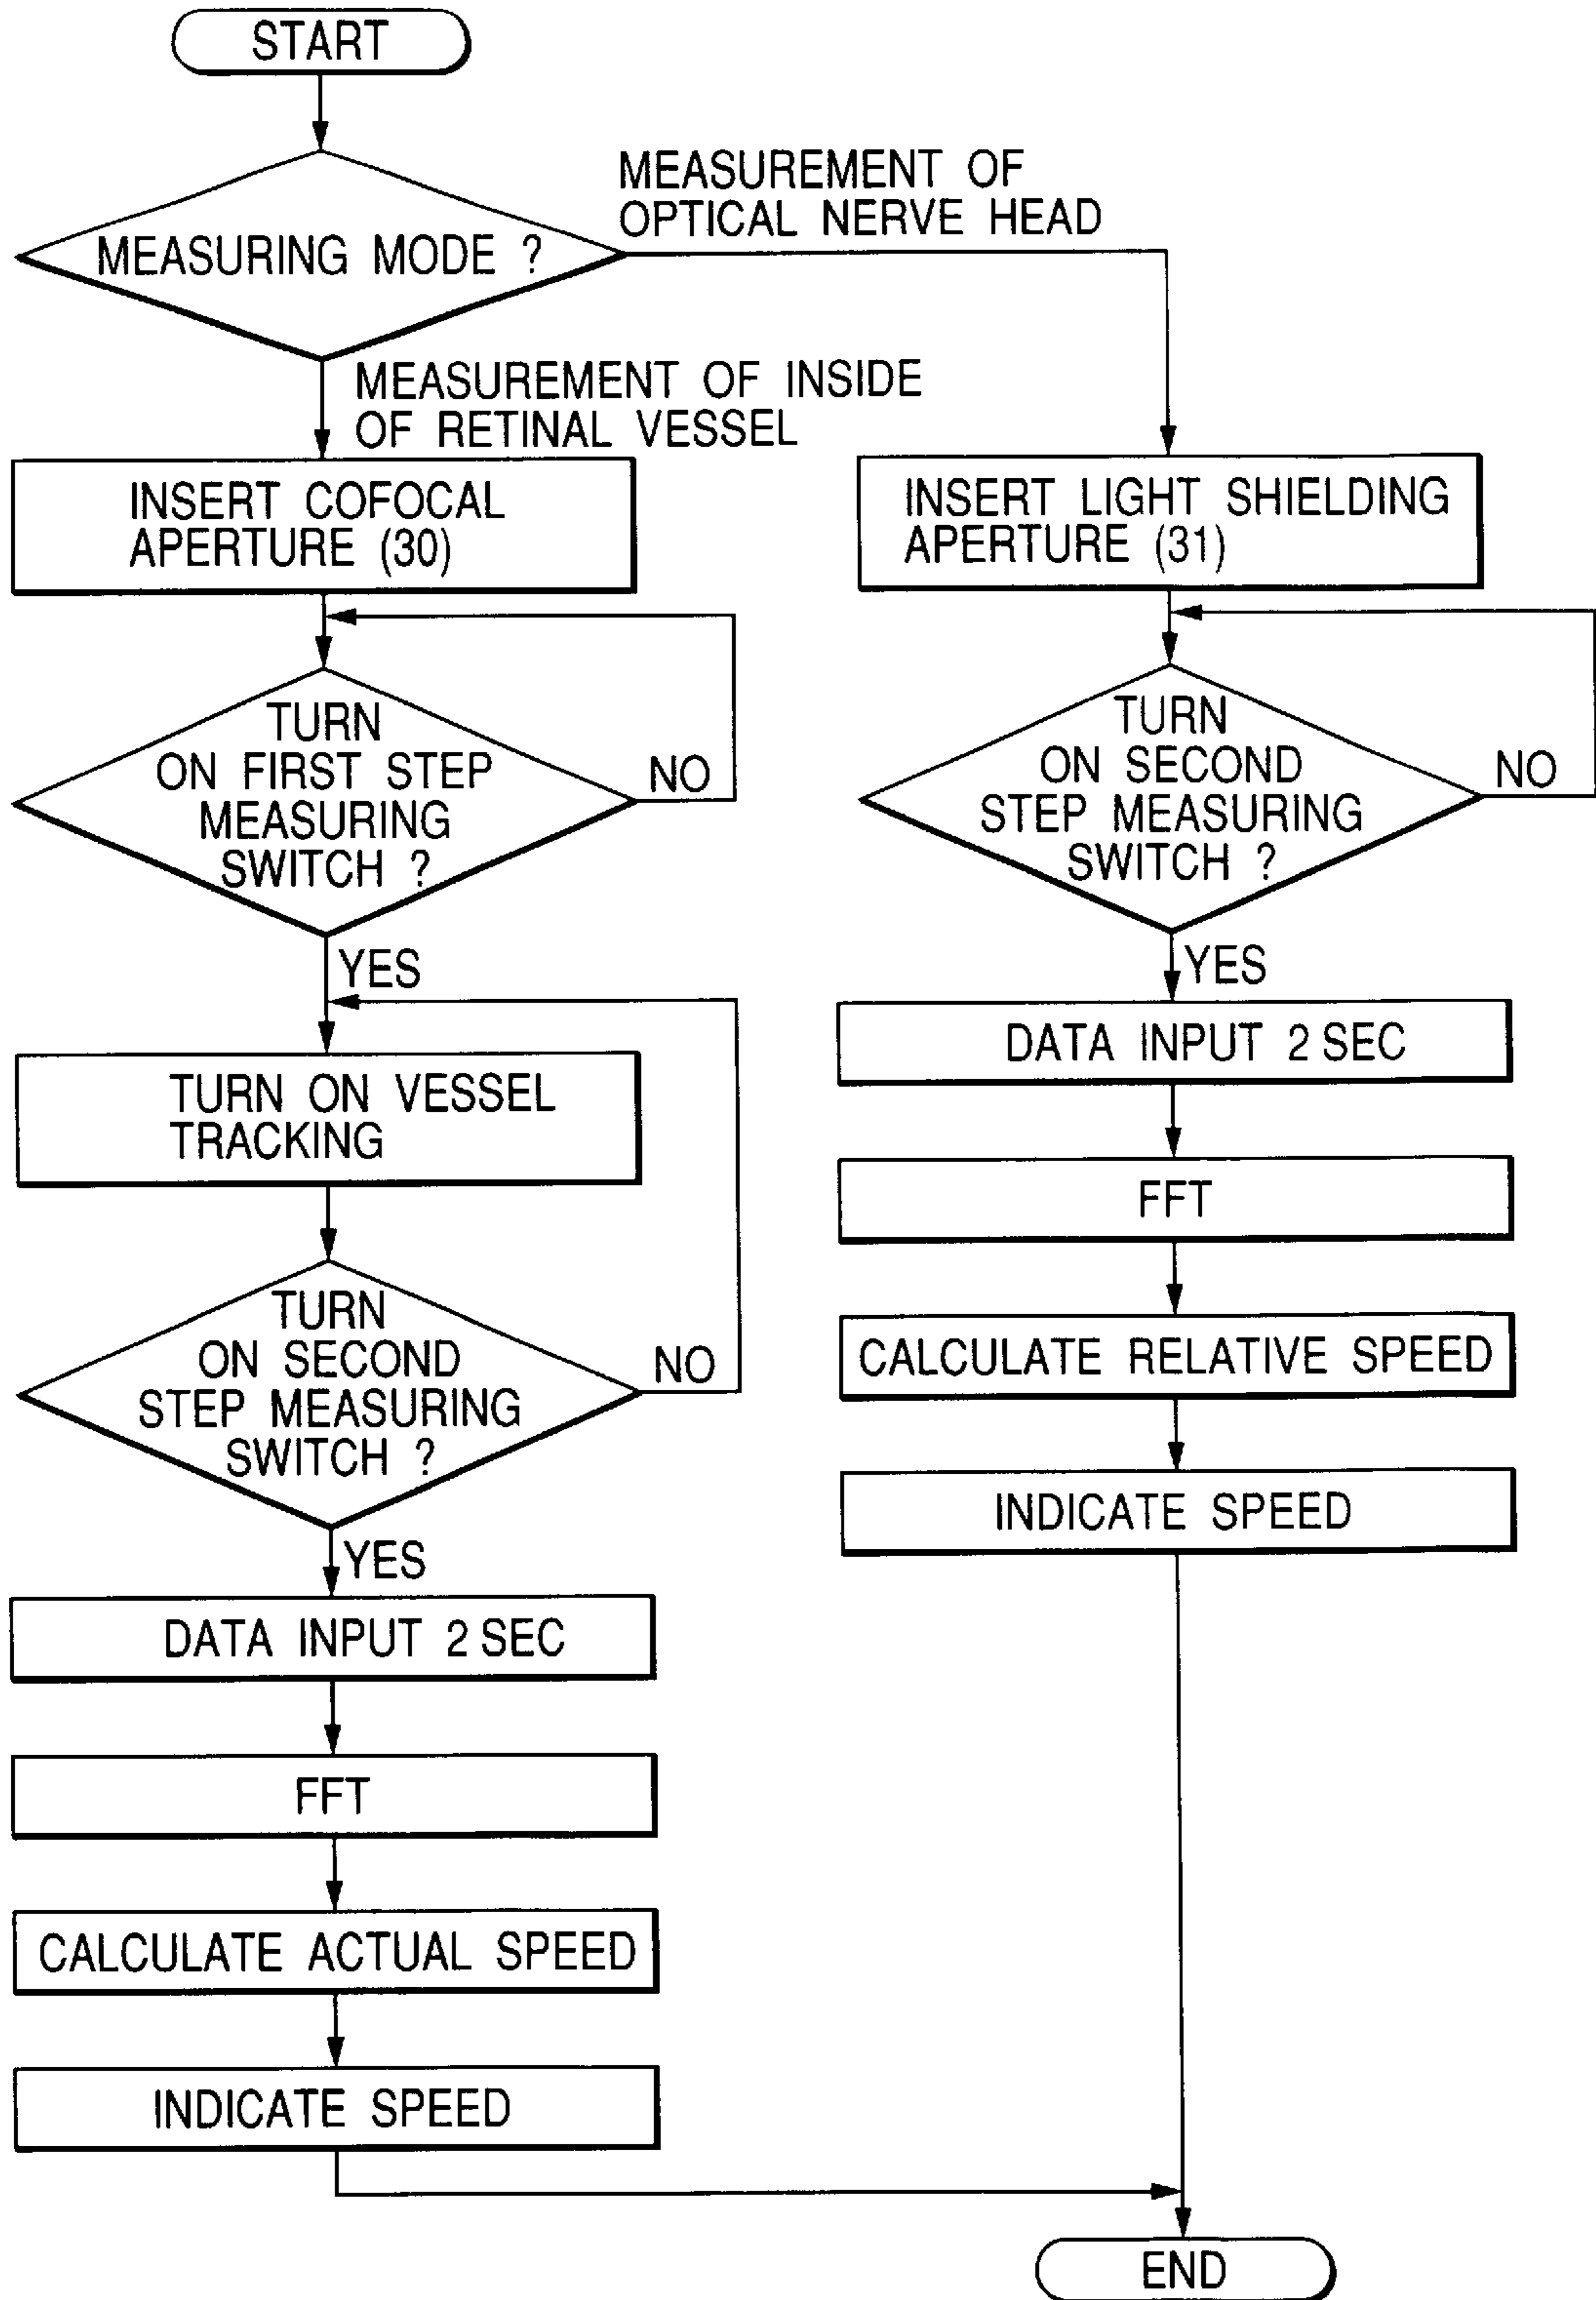 START
MEASURING MODE ?
MEASUREMENT OF
OPTICAL NERVE HEAD
MEASUREMENT OF INSIDE
OF RETINAL VESSEL
INSERT COFOCAL
APERTURE (30)
TURN
ON FIRST STEP
MEASURING
SWITCH ?
NO
YES
TURN ON VESSEL
TRACKING
TURN
ON SECOND
STEP MEASURING
SWITCH ?
NO
YES
DATA INPUT 2 SEC
FFT
CALCULATE ACTUAL SPEED
INDICATE SPEED
INSERT LIGHT SHIELDING
APERTURE (31)
TURN
ON SECOND
STEP MEASURING
SWITCH ?
NO
YES
DATA INPUT 2 SEC
FFT
CALCULATE RELATIVE SPEED
INDICATE SPEED
END